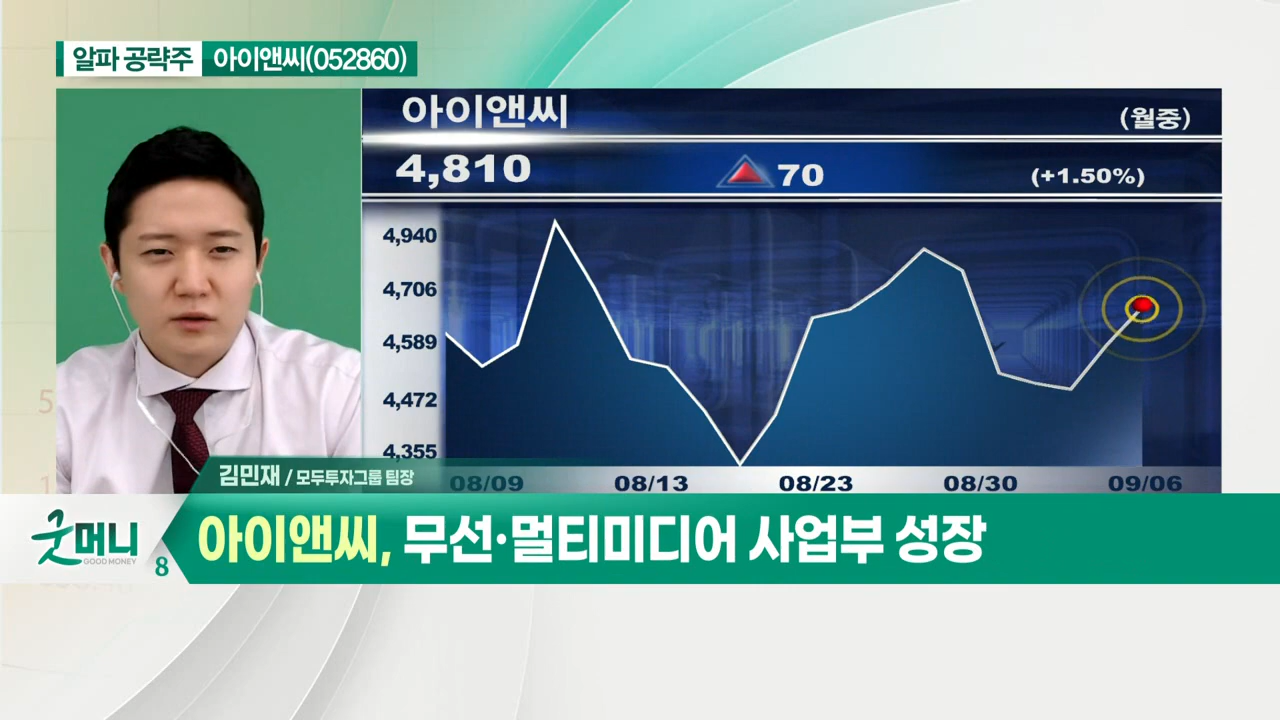 알파 공략주 아이앤씨(052860)
아이앤씨 (월중)
4,810 70 (+1.50%)
4,940
4,706
4,589
4,472
4,355
08/09 08/13 08/23 08/30 09/06
김민재 / 모두투자그룹 팀장
굿머니
GOOD MONEY
8
아이앤씨, 무선·멀티미디어 사업부 성장